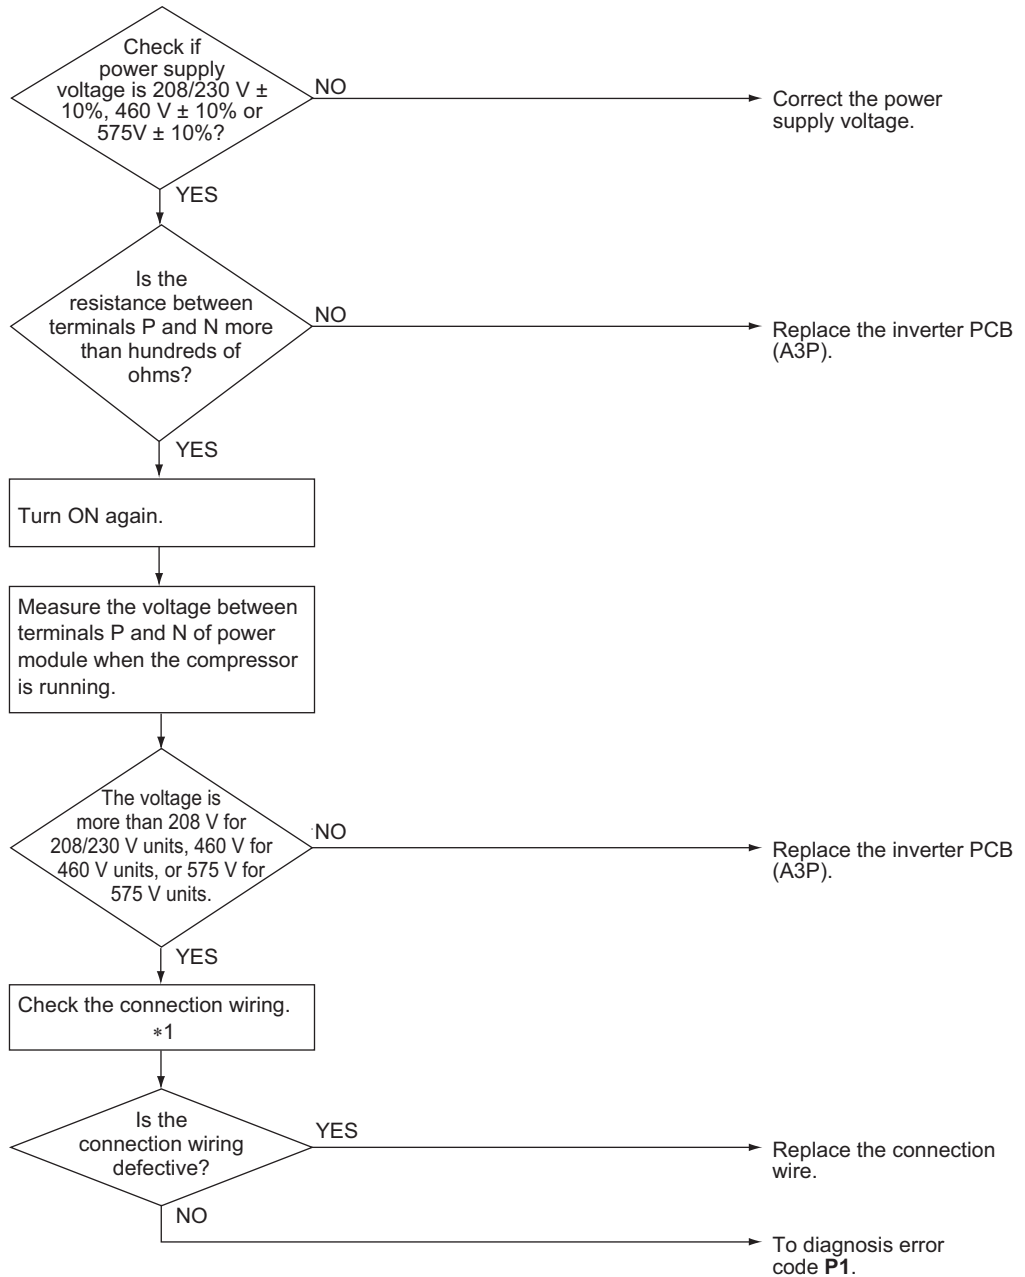 Check if
power supply
voltage is 208/230 V ±
10%, 460 V ± 10% or
575V ± 10%?
NO
Correct the power
supply voltage.
YES
Is the
resistance between
terminals P and N more
than hundreds of
ohms?
NO
Replace the inverter PCB
(A3P).
YES
Turn ON again.
Measure the voltage between
terminals P and N of power
module when the compressor
is running.
The voltage is
more than 208 V for
208/230 V units, 460 V for
460 V units, or 575 V for
575 V units.
NO
Replace the inverter PCB
(A3P).
YES
Check the connection wiring.
*1
Is the
connection wiring
defective?
YES
Replace the connection
wire.
NO
To diagnosis error
code P1.